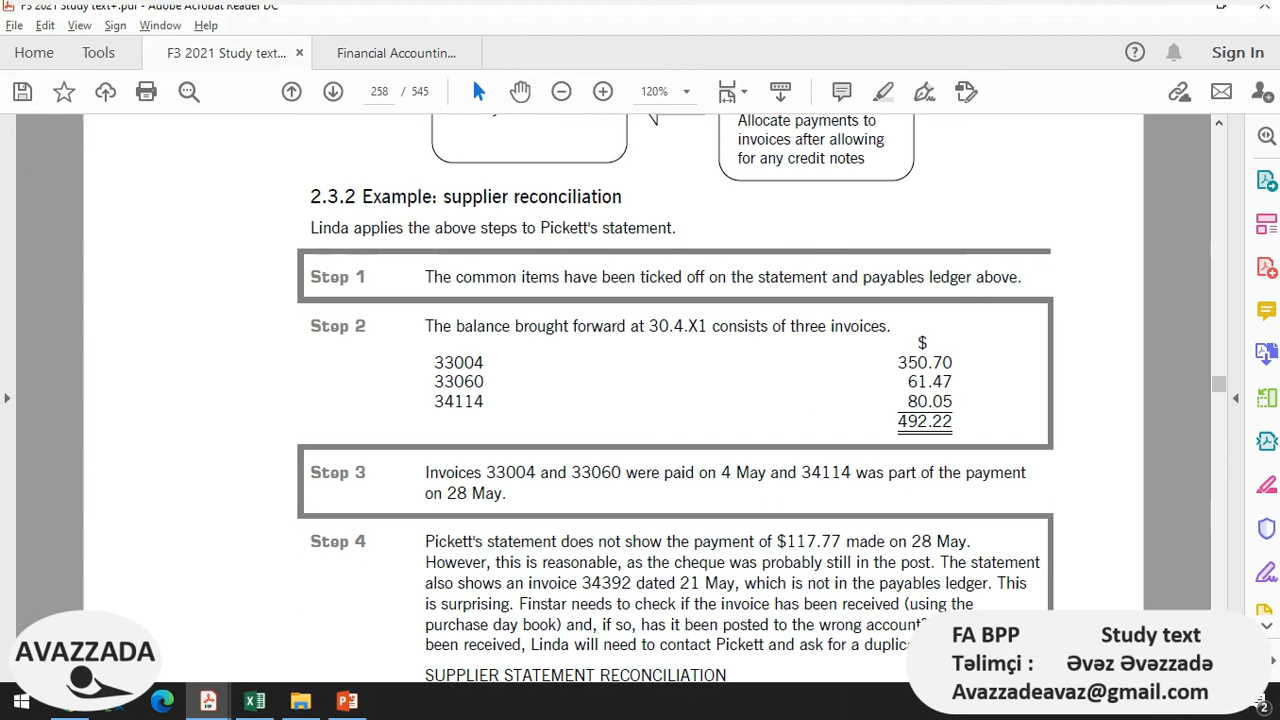 F3 2021 Study text+.pdf - Adobe Acrobat Reader DC
File Edit View Sign Window Help
Home Tools F3 2021 Study text... × Financial Accountin... Sign In
258 / 545 120%
Allocate payments to
invoices after allowing
for any credit notes
2.3.2 Example: supplier reconciliation
Linda applies the above steps to Pickett's statement.
Step 1 The common items have been ticked off on the statement and payables ledger above.
Step 2 The balance brought forward at 30.4.X1 consists of three invoices.
$
33004 350.70
33060 61.47
34114 80.05
492.22
Step 3 Invoices 33004 and 33060 were paid on 4 May and 34114 was part of the payment
on 28 May.
Step 4 Pickett's statement does not show the payment of $117.77 made on 28 May.
However, this is reasonable, as the cheque was probably still in the post. The statement
also shows an invoice 34392 dated 21 May, which is not in the payables ledger. This
is surprising. Finstar needs to check if the invoice has been received (using the
purchase day book) and, if so, has it been posted to the wrong account?
been received, Linda will need to contact Pickett and ask for a
SUPPLIER STATEMENT RECONCILIATION
AVAZZADA
FA BPP Study text
Təlimçi : Əvəz Əvəzzadə
Avazzadeavaz@gmail.com
2